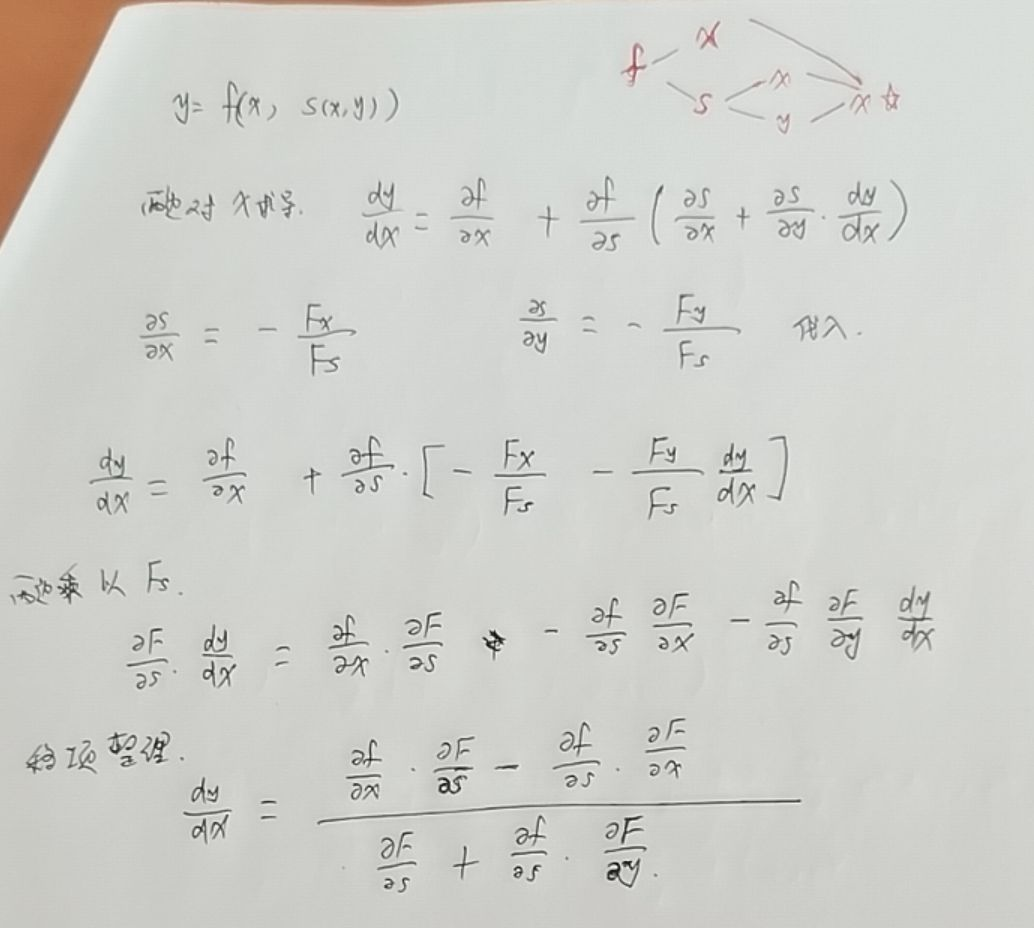 f x x x ☆
s y
y = f(x, s(x,y))
两边对x求导. dy/dx = ∂f/∂x + ∂f/∂s (∂s/∂x + ∂s/∂y · dy/dx)
∂s/∂x = - Fx/Fs ∂s/∂y = - Fy/Fs 代入.
dy/dx = ∂f/∂x + ∂f/∂s · [ - Fx/Fs - Fy/Fs dy/dx ]
两边乘以 Fs.
∂F/∂s · dy/dx = ∂f/∂x · ∂F/∂s - ∂f/∂s ∂F/∂x - ∂f/∂s ∂F/∂y dy/dx
移项整理.
dy/dx = (∂f/∂x · ∂F/∂s - ∂f/∂s · ∂F/∂x) / (∂F/∂s + ∂f/∂s · ∂F/∂y).